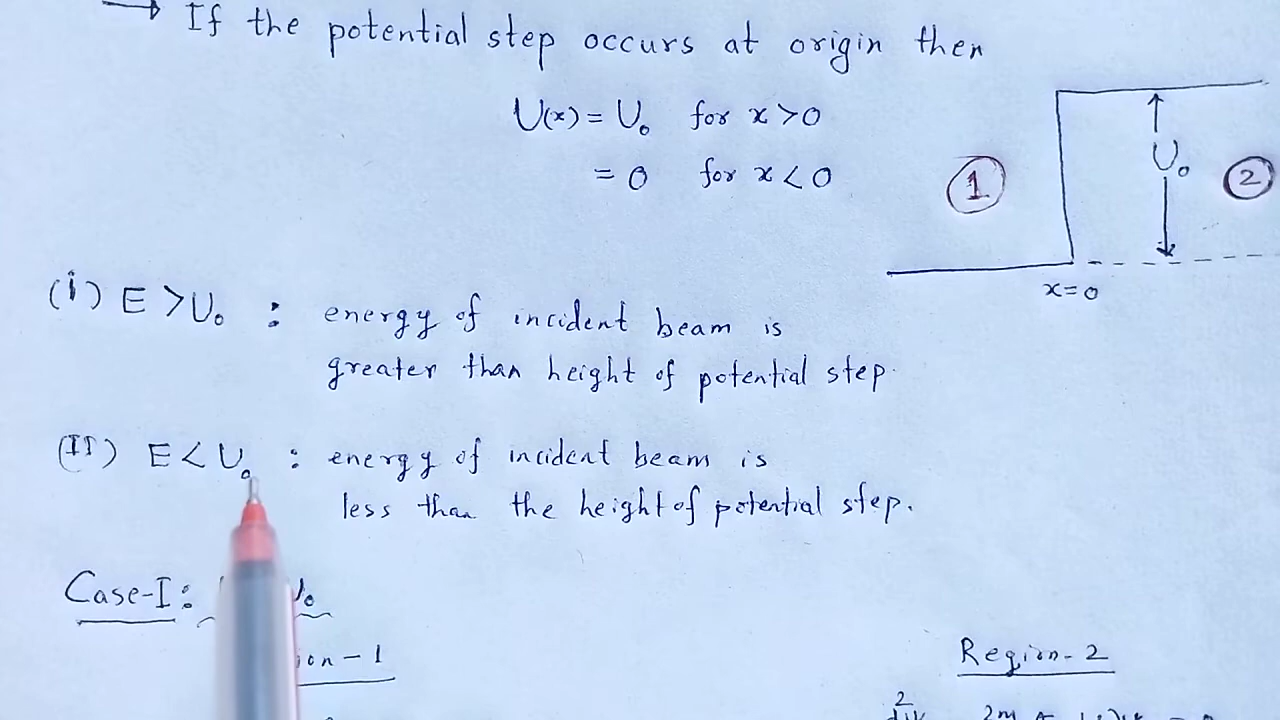 → If the potential step occurs at origin then
U(x) = U₀ for x > 0
= 0 for x < 0
1
U₀
2
x=0
(i) E > U₀ : energy of incident beam is
greater than height of potential step.
(II) E < U₀ : energy of incident beam is
less than the height of potential step.
Case-I:
Region-2